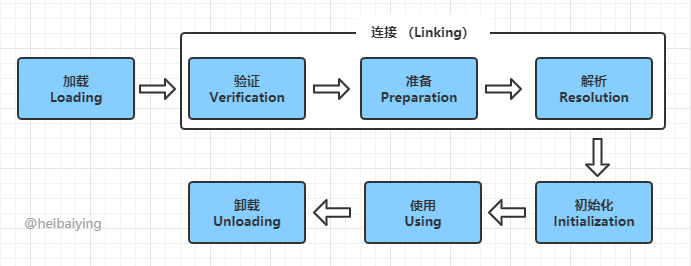 连接 （Linking）
加载
Loading
验证
Verification
准备
Preparation
解析
Resolution
卸载
Unloading
使用
Using
初始化
Initialization
@heibaiying